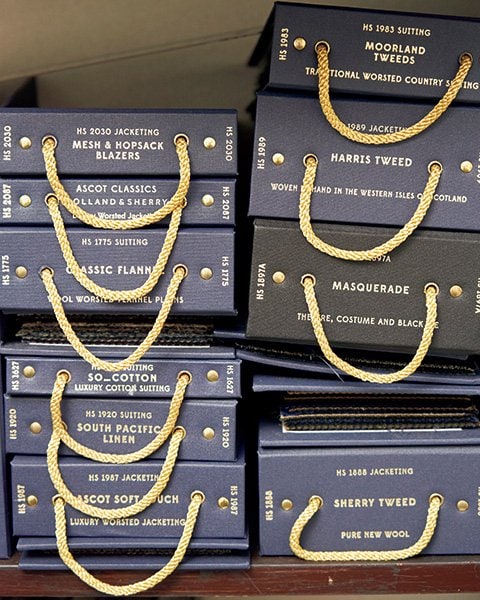 HS 2030
HS 2030 JACKETING
MESH & HOPSACK
BLAZERS
HS 2030
HS 2087
ASCOT CLASSICS
HOLLAND & SHERRY
Worsted Jacketing
HS 2087
HS 1775
HS 1775 SUITING
CLASSIC FLANNEL
WOOL WORSTED FLANNEL PLAINS
HS 1775
HS 1627
SUITING
SO_COTTON
LUXURY COTTON SUITING
HS 1627
HS 1920
HS 1920 SUITING
SOUTH PACIFIC
LINEN
HS 1920
HS 1987
HS 1987 JACKETING
ASCOT SOFT TOUCH
LUXURY WORSTED JACKETING
HS 1987
HS 1983
HS 1983 SUITING
MOORLAND
TWEEDS
TRADITIONAL WORSTED COUNTRY SUITING
HS 1989
1989 JACKETING
HARRIS TWEED
WOVEN BY HAND IN THE WESTERN ISLES OF SCOTLAND
HS 1897A
1897A
MASQUERADE
THEATRE, COSTUME AND BLACK
HS 1888
HS 1888 JACKETING
SHERRY TWEED
PURE NEW WOOL